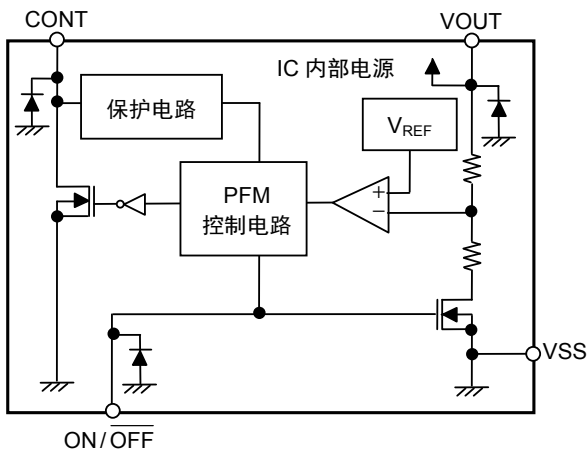 CONT
VOUT
IC 内部电源
保护电路
VREF
PFM
控制电路
+
−
VSS
ON/OFF